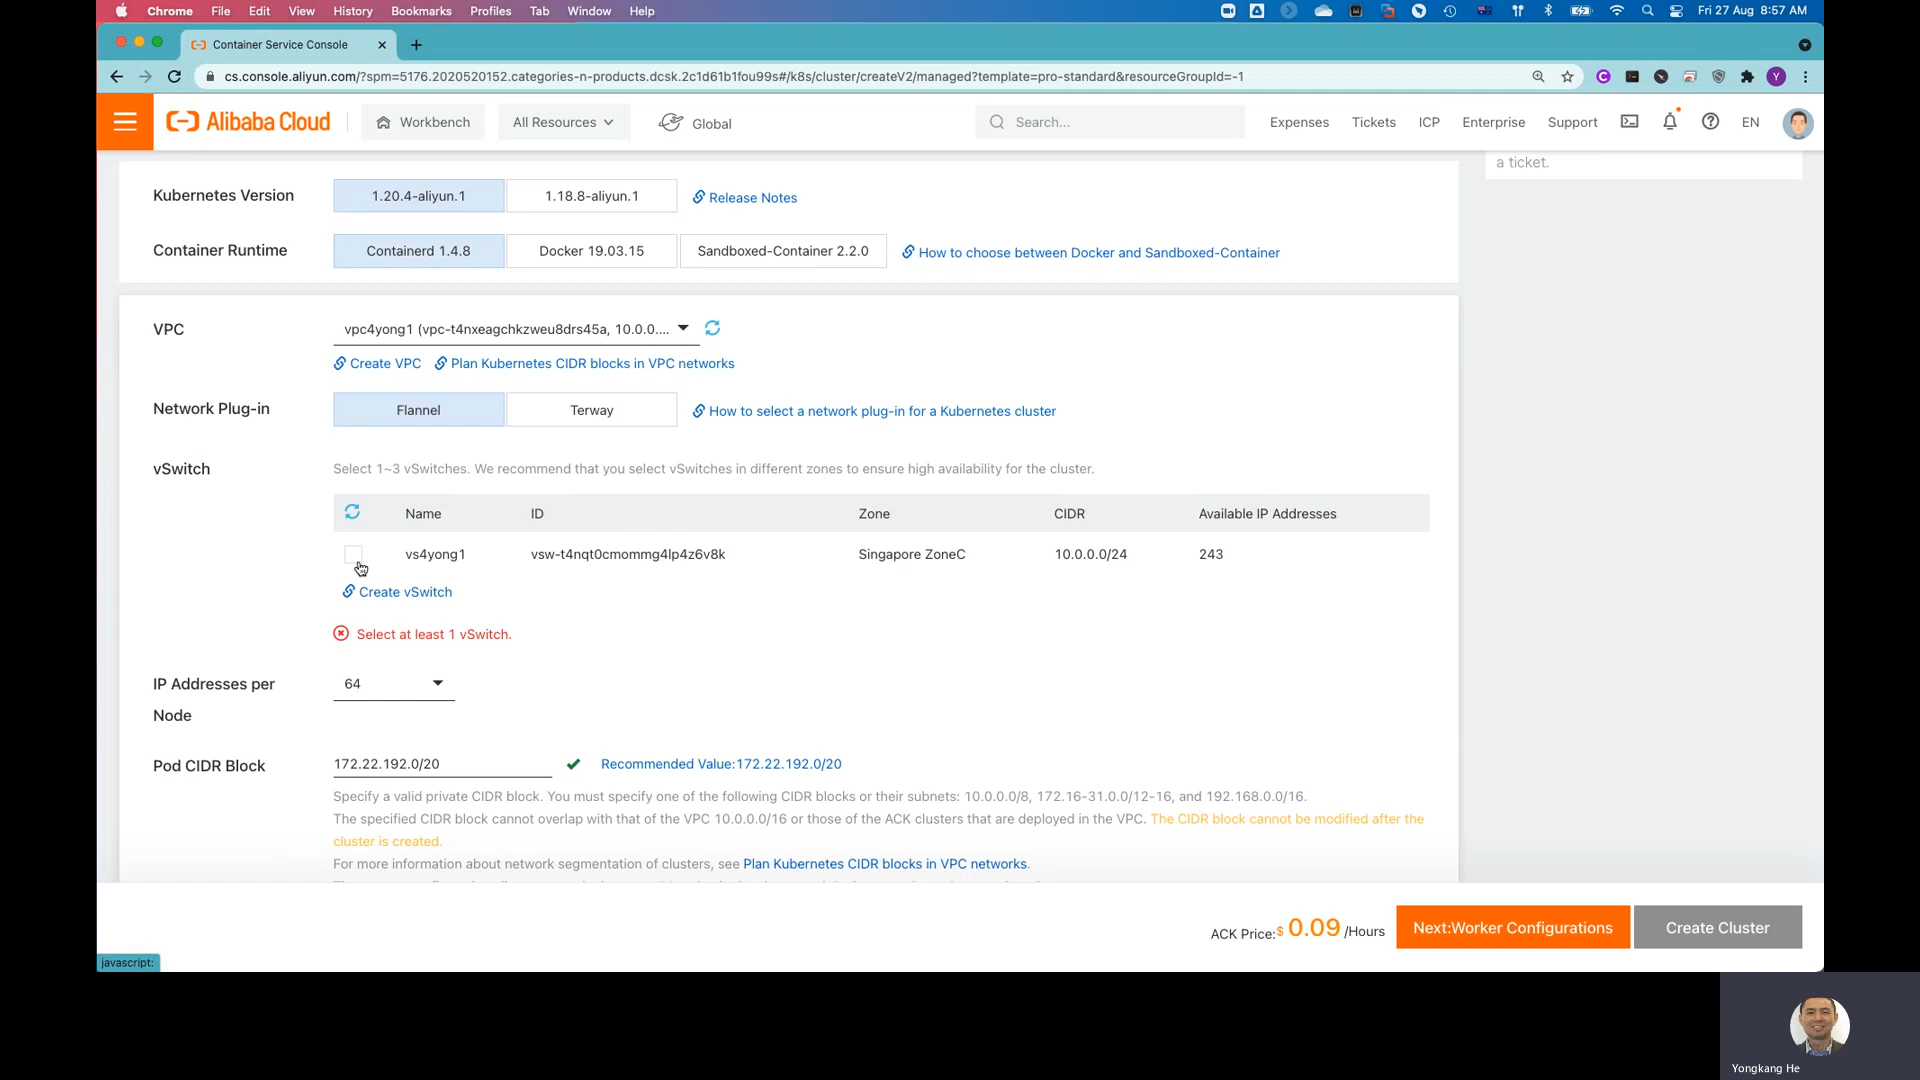 Chrome File Edit View History Bookmarks Profiles Tab Window Help Fri 27 Aug 8:57 AM
Container Service Console
cs.console.aliyun.com/?spm=5176.2020520152.categories-n-products.dcsk.2c1d61b1fou99s#/k8s/cluster/createV2/managed?template=pro-standard&resourceGroupId=-1
Alibaba Cloud Workbench All Resources Global Search... Expenses Tickets ICP Enterprise Support EN
a ticket.
Kubernetes Version 1.20.4-aliyun.1 1.18.8-aliyun.1 Release Notes
Container Runtime Containerd 1.4.8 Docker 19.03.15 Sandboxed-Container 2.2.0 How to choose between Docker and Sandboxed-Container
VPC vpc4yong1 (vpc-t4nxeagchkzweu8drs45a, 10.0.0....
Create VPC Plan Kubernetes CIDR blocks in VPC networks
Network Plug-in Flannel Terway How to select a network plug-in for a Kubernetes cluster
vSwitch Select 1~3 vSwitches. We recommend that you select vSwitches in different zones to ensure high availability for the cluster.
Name ID Zone CIDR Available IP Addresses
vs4yong1 vsw-t4nqt0cmommg4lp4z6v8k Singapore ZoneC 10.0.0.0/24 243
Create vSwitch
Select at least 1 vSwitch.
IP Addresses per 64
Node
Pod CIDR Block 172.22.192.0/20 Recommended Value:172.22.192.0/20
Specify a valid private CIDR block. You must specify one of the following CIDR blocks or their subnets: 10.0.0.0/8, 172.16-31.0.0/12-16, and 192.168.0.0/16.
The specified CIDR block cannot overlap with that of the VPC 10.0.0.0/16 or those of the ACK clusters that are deployed in the VPC. The CIDR block cannot be modified after the
cluster is created.
For more information about network segmentation of clusters, see Plan Kubernetes CIDR blocks in VPC networks.
ACK Price:$ 0.09 /Hours Next:Worker Configurations Create Cluster
javascript:
Yongkang He